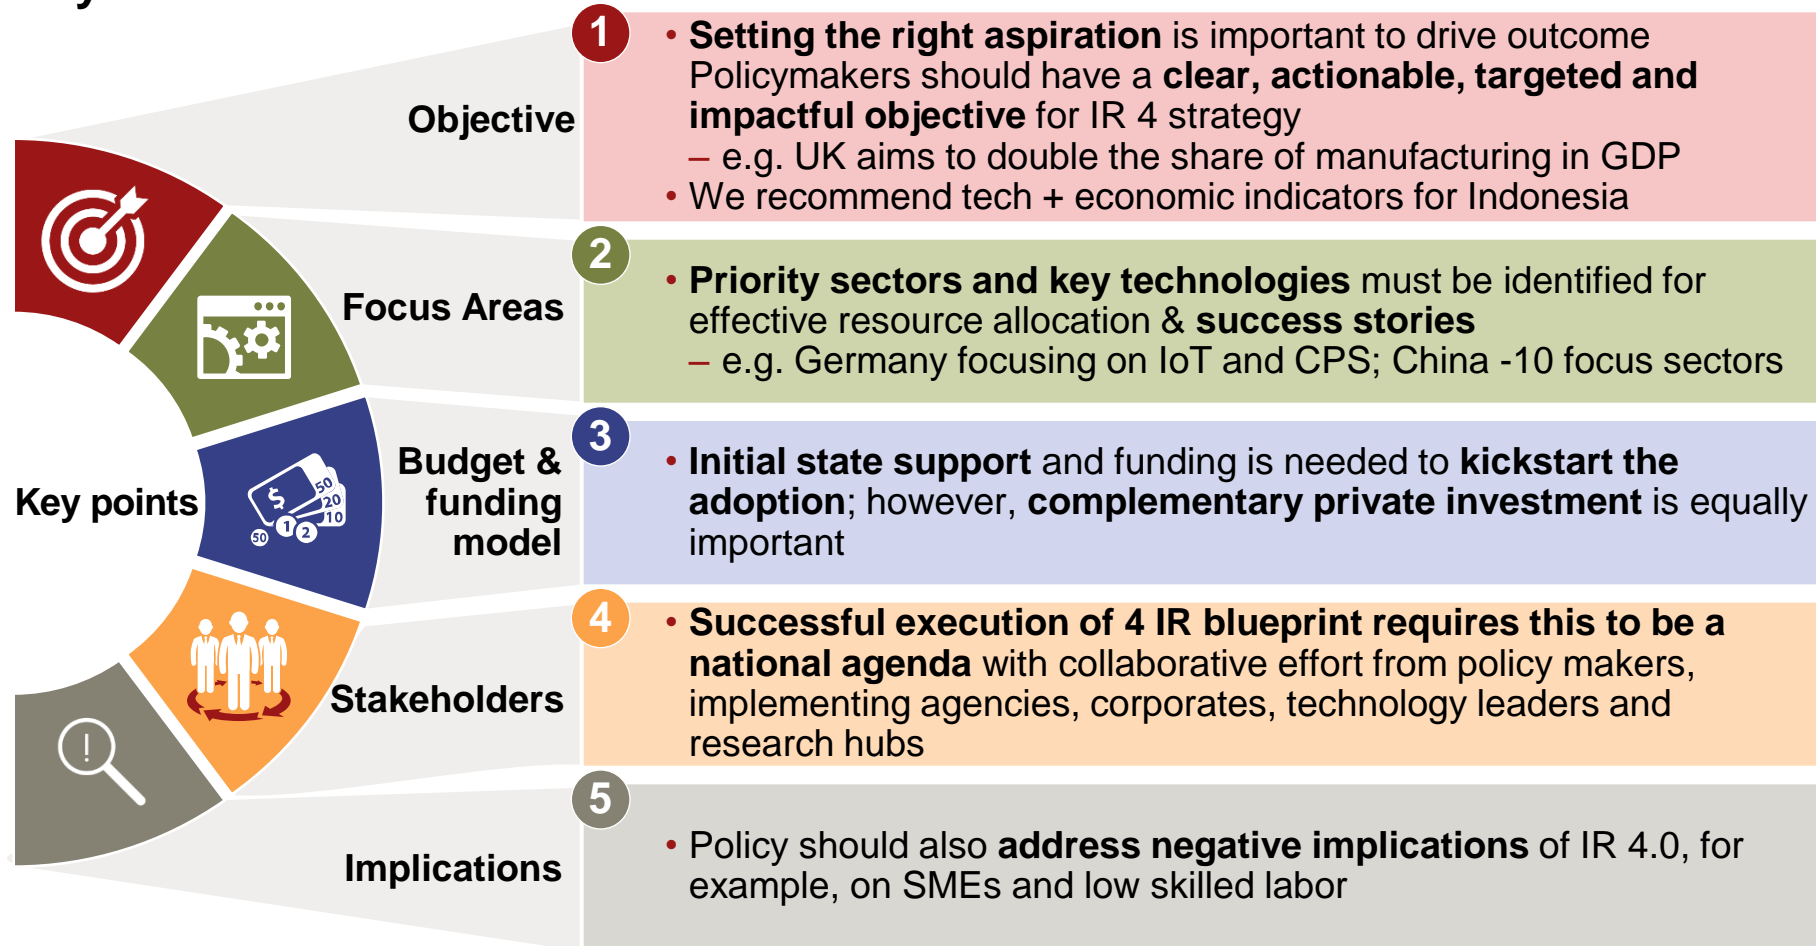 Key points
Objective
1
• Setting the right aspiration is important to drive outcome
Policymakers should have a clear, actionable, targeted and
impactful objective for IR 4 strategy
– e.g. UK aims to double the share of manufacturing in GDP
• We recommend tech + economic indicators for Indonesia
Focus Areas
2
• Priority sectors and key technologies must be identified for
effective resource allocation & success stories
– e.g. Germany focusing on IoT and CPS; China -10 focus sectors
$
50
20
10
50
1
2
Budget &
funding
model
3
• Initial state support and funding is needed to kickstart the
adoption; however, complementary private investment is equally
important
Stakeholders
4
• Successful execution of 4 IR blueprint requires this to be a
national agenda with collaborative effort from policy makers,
implementing agencies, corporates, technology leaders and
research hubs
!
Implications
5
• Policy should also address negative implications of IR 4.0, for
example, on SMEs and low skilled labor